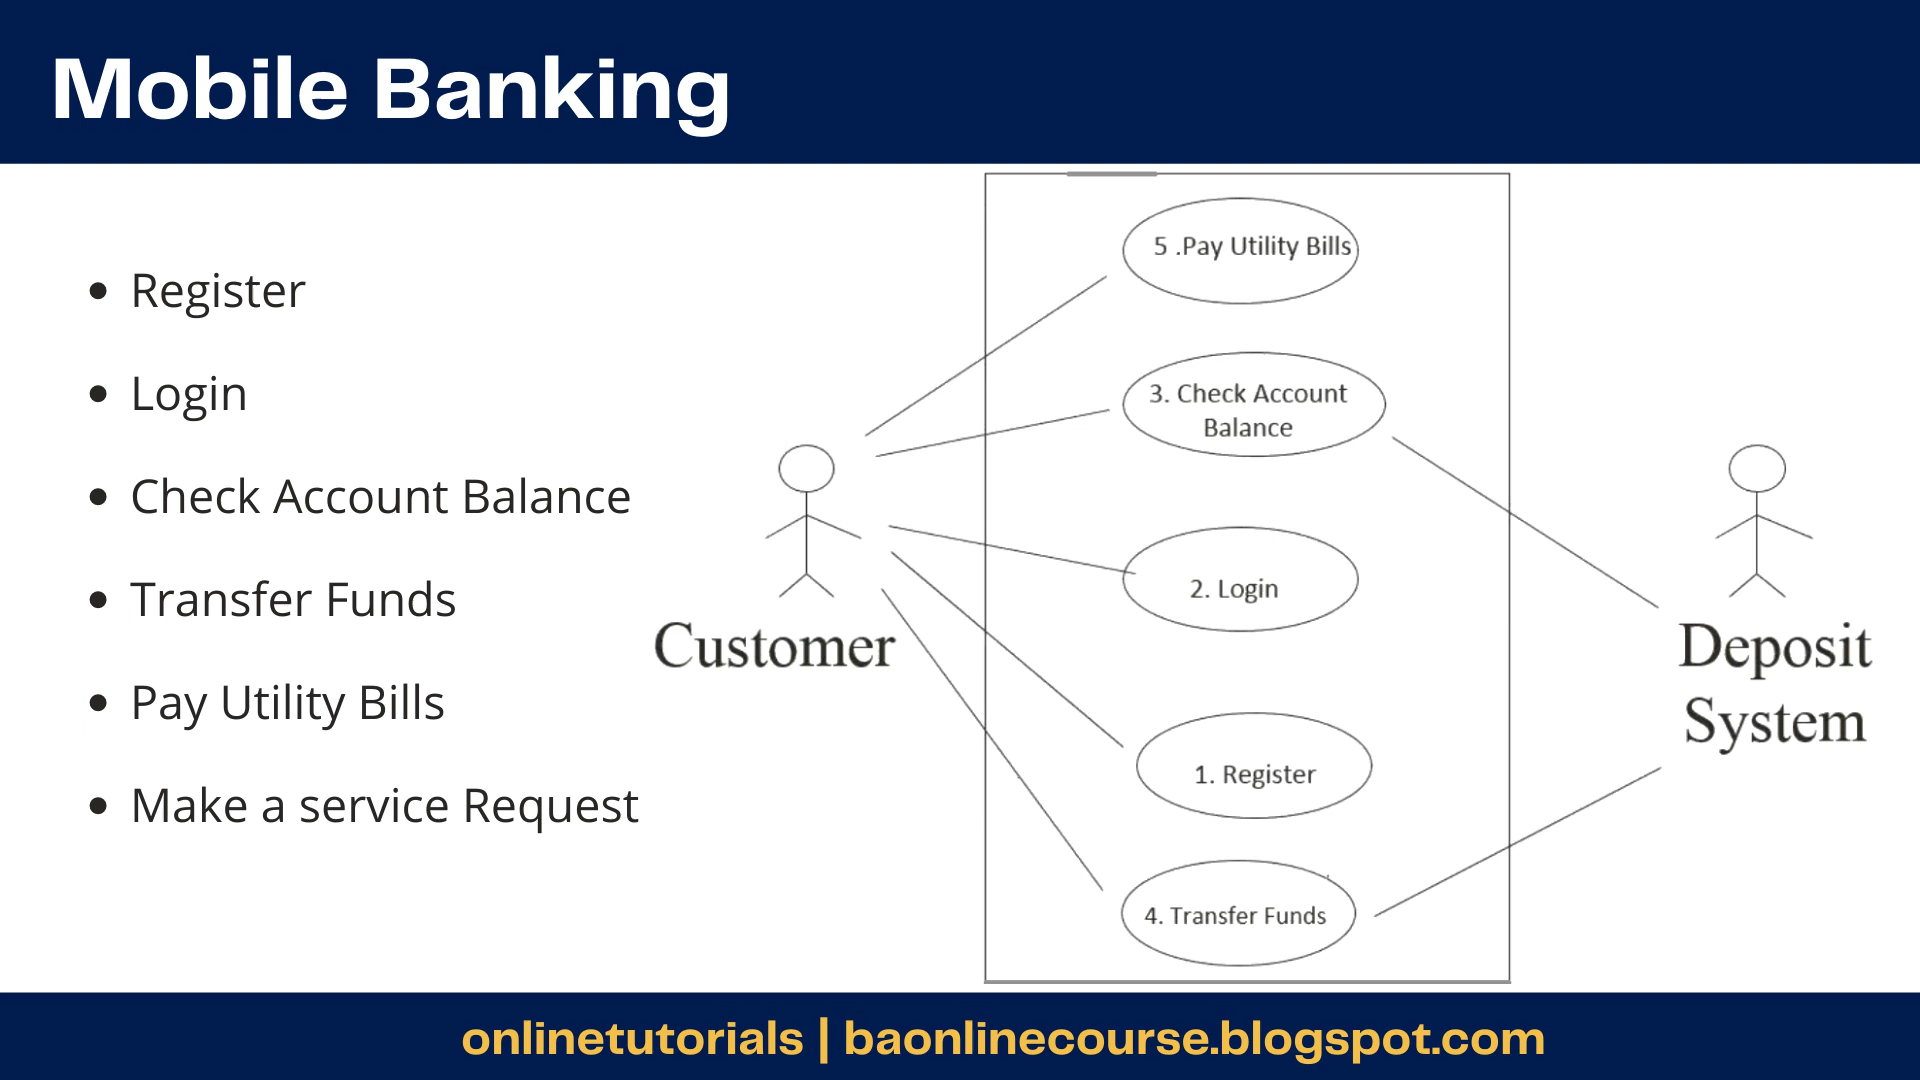 Mobile Banking
Register
Login
Check Account Balance
Transfer Funds
Pay Utility Bills
Make a service Request
Customer
5 .Pay Utility Bills
3. Check Account
Balance
2. Login
1. Register
4. Transfer Funds
Deposit
System
onlinetutorials | baonlinecourse.blogspot.com